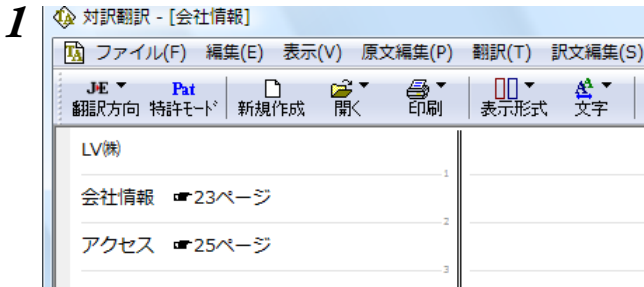 1
対訳翻訳 - [会社情報]
ファイル(F) 編集(E) 表示(V) 原文編集(P) 翻訳(T) 訳文編集(S)
J•E Pat
翻訳方向 特許モード 新規作成 開く 印刷 表示形式 文字
LV㈱
1
会社情報 ☛23ページ
2
アクセス ☛25ページ
3